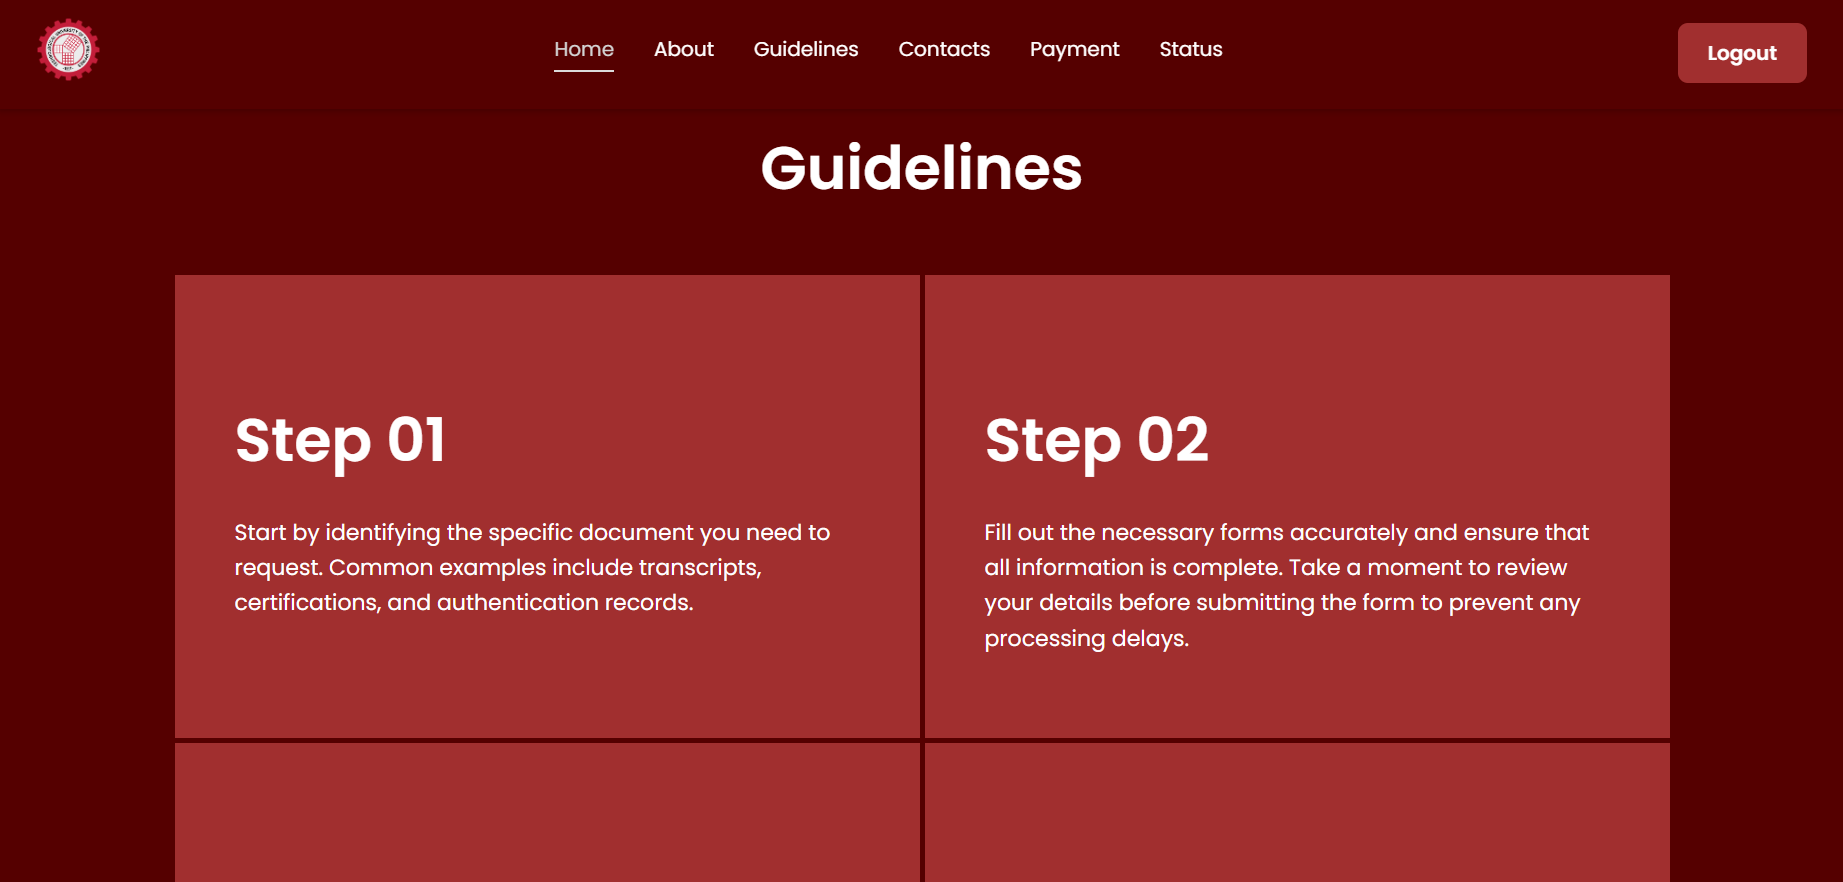 Home
About
Guidelines
Contacts
Payment
Status
Logout
Guidelines
Step 01
Start by identifying the specific document you need to
request. Common examples include transcripts,
certifications, and authentication records.
Step 02
Fill out the necessary forms accurately and ensure that
all information is complete. Take a moment to review
your details before submitting the form to prevent any
processing delays.